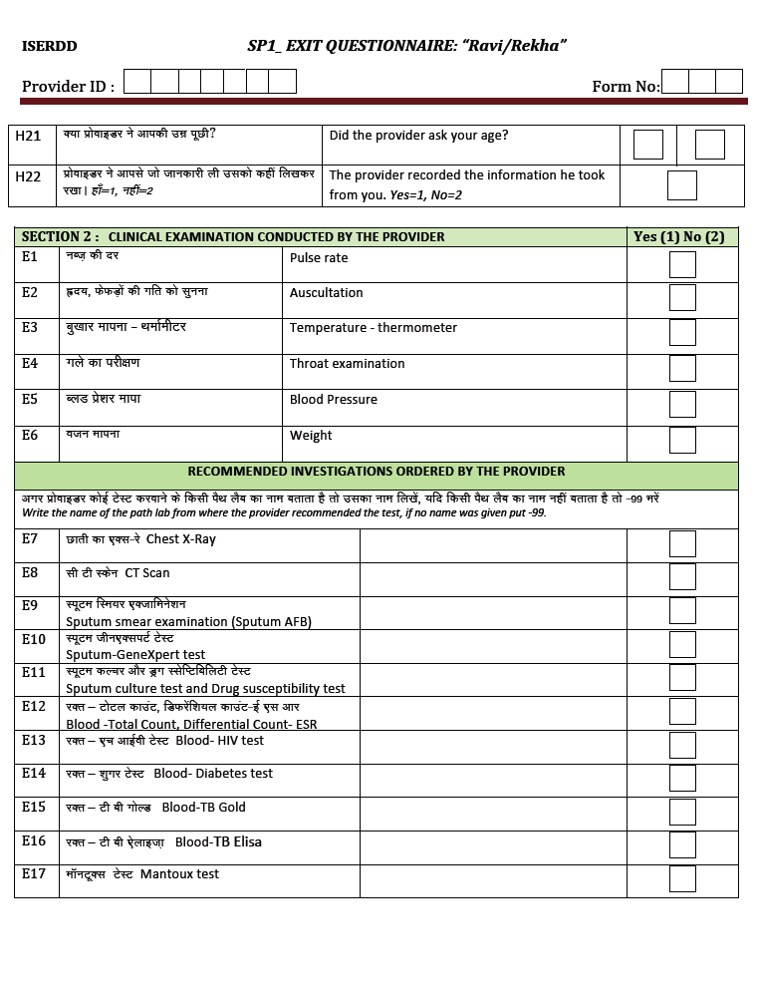 ISERDD SP1_ EXIT QUESTIONNAIRE: “Ravi/Rekha”
Provider ID : Form No:
H21 क्या प्रोवाइडर ने आपकी उम्र पूछी? Did the provider ask your age?
H22 प्रोवाइडर ने आपसे जो जानकारी ली उसको कहीं लिखकर The provider recorded the information he took
रखा। हाँ=1, नहीं=2 from you. Yes=1, No=2
SECTION 2 : CLINICAL EXAMINATION CONDUCTED BY THE PROVIDER Yes (1) No (2)
E1 नब्ज़ की दर Pulse rate
E2 ह्रदय, फेफड़ों की गति को सुनना Auscultation
E3 बुखार मापना – थर्मामीटर Temperature - thermometer
E4 गले का परीक्षण Throat examination
E5 ब्लड प्रेशर मापा Blood Pressure
E6 वजन मापना Weight
RECOMMENDED INVESTIGATIONS ORDERED BY THE PROVIDER
अगर प्रोवाइडर कोई टेस्ट करवाने के किसी पैथ लैब का नाम बताता है तो उसका नाम लिखें, यदि किसी पैथ लैब का नाम नहीं बताता है तो -99 भरें
Write the name of the path lab from where the provider recommended the test, if no name was given put -99.
E7 छाती का एक्स-रे Chest X-Ray
E8 सी टी स्केन CT Scan
E9 स्पूटम स्मियर एक्जामिनेशन
Sputum smear examination (Sputum AFB)
E10 स्पूटम जीनएक्सपर्ट टेस्ट
Sputum-GeneXpert test
E11 स्पूटम कल्चर और ड्रग स्सेप्टिबिलिटी टेस्ट
Sputum culture test and Drug susceptibility test
E12 रक्त – टोटल काउंट, डिफरेंशियल काउंट-ई एस आर
Blood -Total Count, Differential Count- ESR
E13 रक्त – एच आईवी टेस्ट Blood- HIV test
E14 रक्त – शुगर टेस्ट Blood- Diabetes test
E15 रक्त – टी बी गोल्ड Blood-TB Gold
E16 रक्त – टी बी ऐलाइजा़ Blood-TB Elisa
E17 मॉनटूक्स टेस्ट Mantoux test